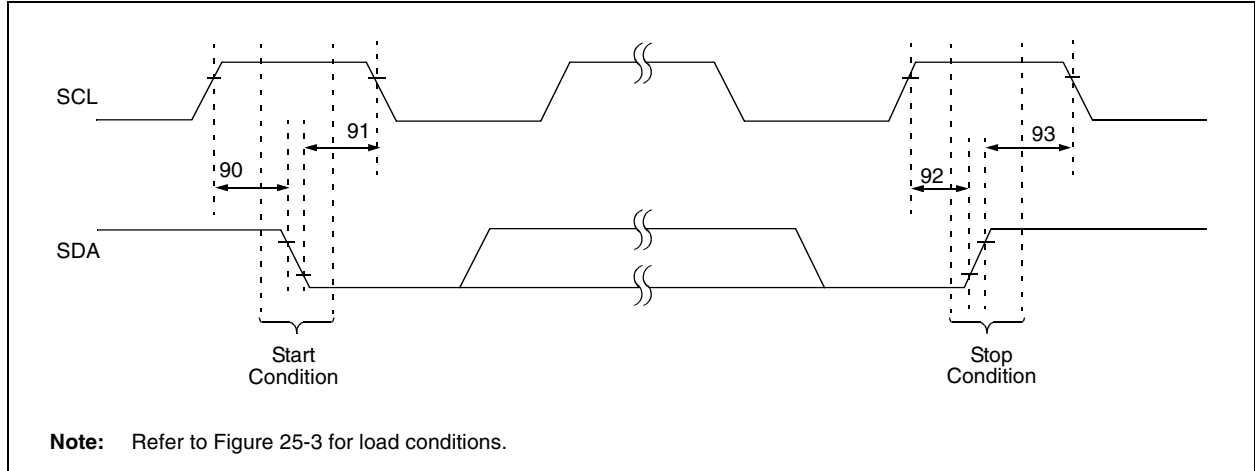 SCL
91
93
90
92
SDA
Start
Condition
Stop
Condition
Note: Refer to Figure 25-3 for load conditions.